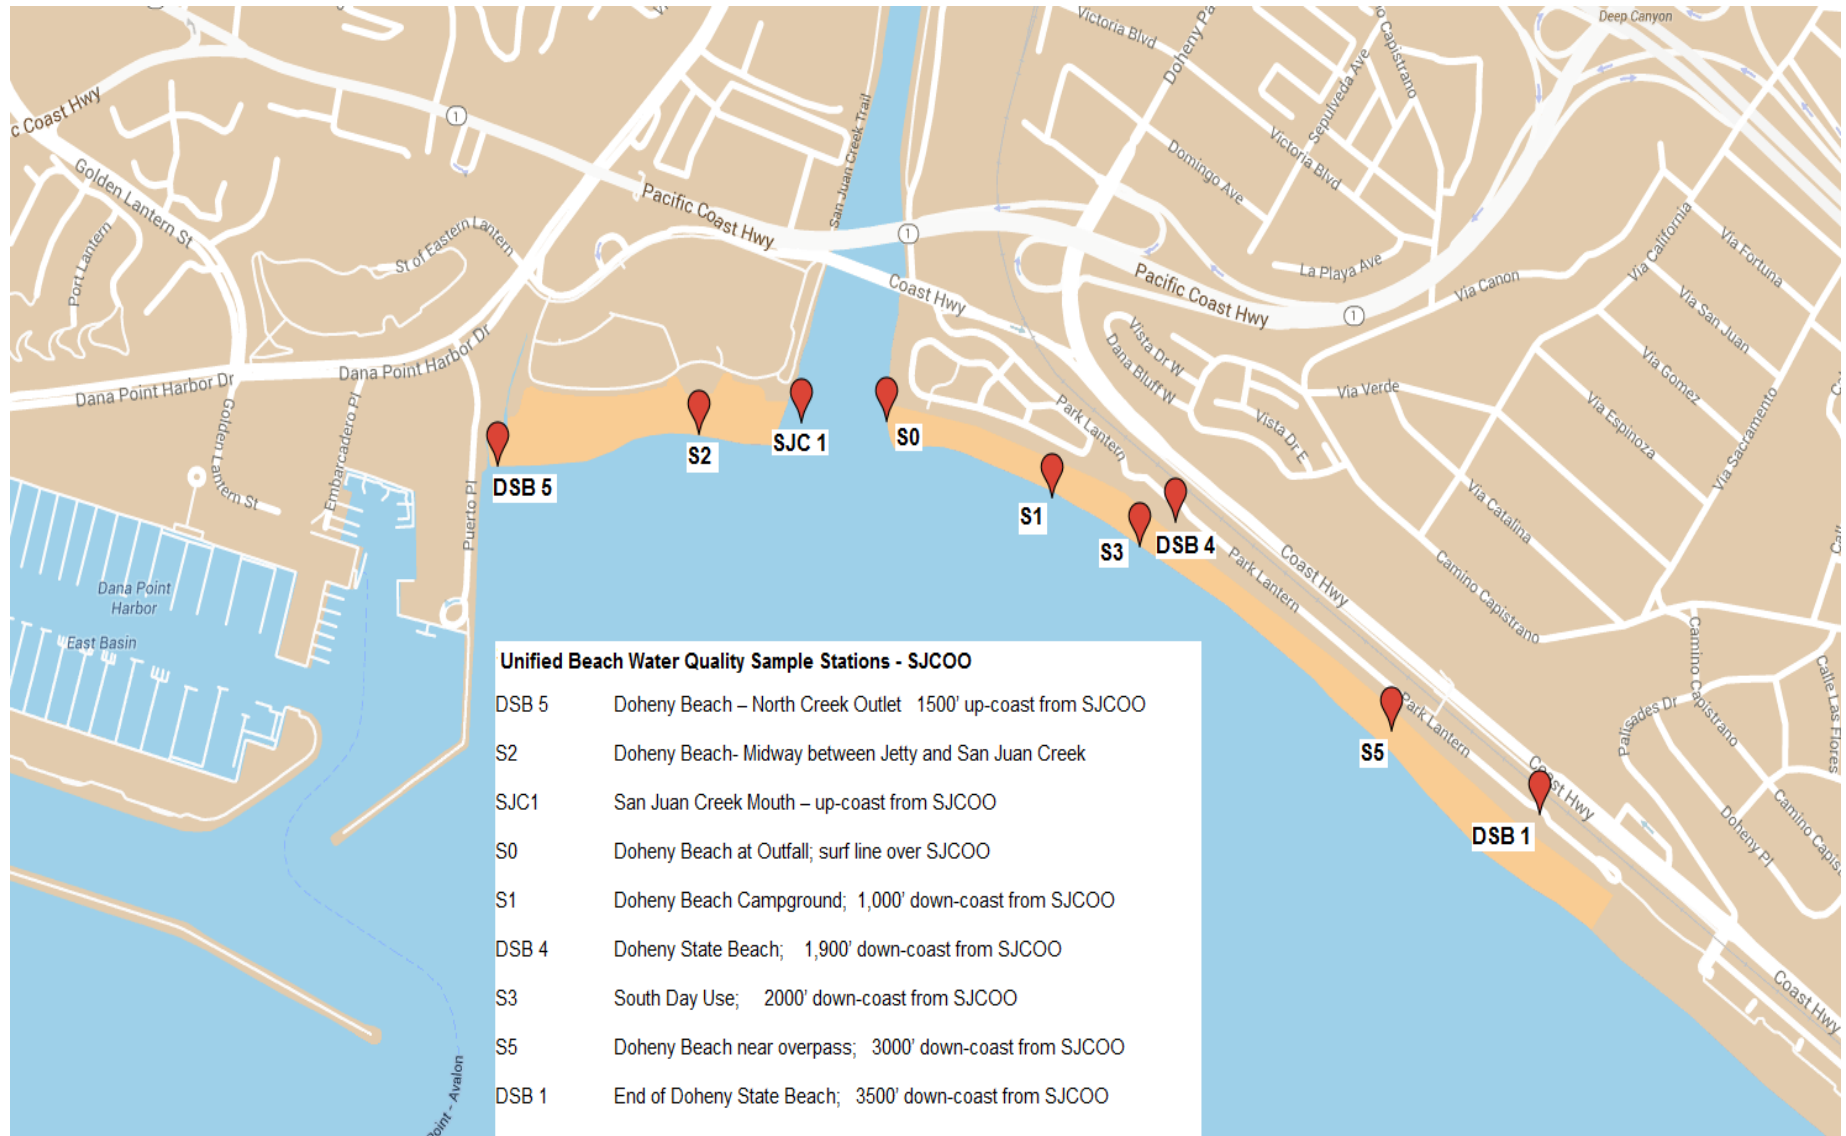 Deep Canyon
Victoria Blvd
Doheny Pa
o Capistrano
Sepulveda Ave
c Coast Hwy
1
San Juan Creek Trail
Victoria Blvd
Domingo Ave
Golden Lantern St
Port Lantern
St of Eastern Lantern
Pacific Coast Hwy
1
Via California
Via Fortuna
La Playa Ave
Pacific Coast Hwy
1
Via Canon
Via San Juan
Coast Hwy
Vista Dr W
Dana Bluff W
Via Gomez
Dana Point Harbor Dr
Dana Point Harbor Dr
Via Verde
Via Espinoza
Via Sacramento
Golden Lantern St
Embarcadero Pl
Park Lantern
Vista Dr E
DSB 5
S2
SJC 1
S0
S1
S3
DSB 4
Via Catalina
Puerto Pl
Coast Hwy
Park Lantern
Camino Capistrano
Dana Point
Harbor
East Basin
Camino Capistrano
Calle Las Flores
Palisades Dr
Park Lantern
S5
Coast Hwy
DSB 1
Doheny Pl
Camino Capist
Coast Hwy
Point - Avalon
Unified Beach Water Quality Sample Stations - SJCOO
DSB 5 Doheny Beach – North Creek Outlet 1500' up-coast from SJCOO
S2 Doheny Beach- Midway between Jetty and San Juan Creek
SJC1 San Juan Creek Mouth – up-coast from SJCOO
S0 Doheny Beach at Outfall; surf line over SJCOO
S1 Doheny Beach Campground; 1,000' down-coast from SJCOO
DSB 4 Doheny State Beach; 1,900' down-coast from SJCOO
S3 South Day Use; 2000' down-coast from SJCOO
S5 Doheny Beach near overpass; 3000' down-coast from SJCOO
DSB 1 End of Doheny State Beach; 3500' down-coast from SJCOO